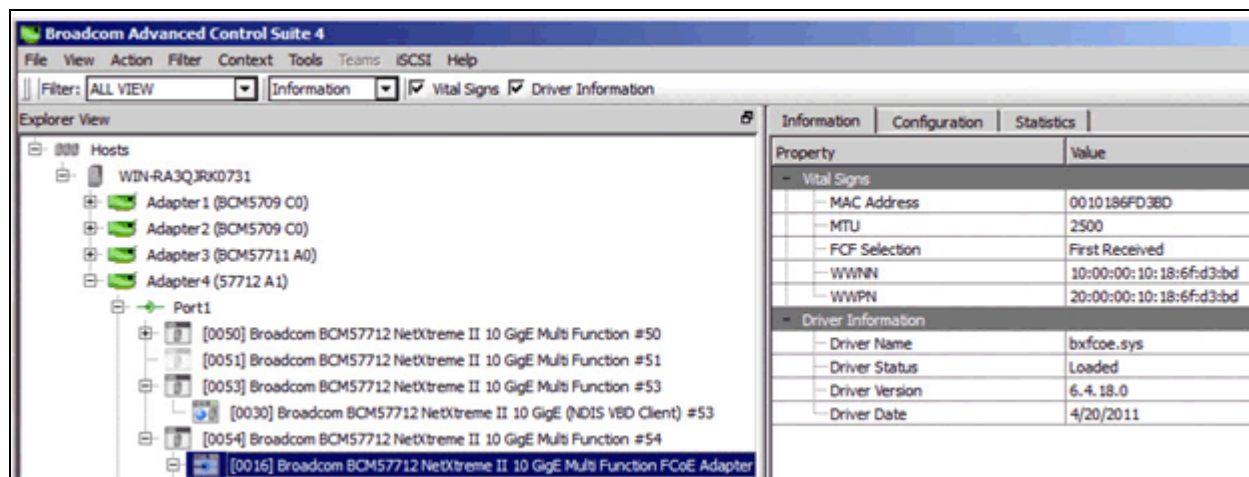 Broadcom Advanced Control Suite 4
File View Action Filter Context Tools Teams iSCSI Help
Filter: ALL VIEW Information Vital Signs Driver Information
Explorer View
Hosts
WIN-RA3QJRK0731
Adapter1 (BCM5709 C0)
Adapter2 (BCM5709 C0)
Adapter3 (BCM57711 A0)
Adapter4 (57712 A1)
Port1
[0050] Broadcom BCM57712 NetXtreme II 10 GigE Multi Function #50
[0051] Broadcom BCM57712 NetXtreme II 10 GigE Multi Function #51
[0053] Broadcom BCM57712 NetXtreme II 10 GigE Multi Function #53
[0030] Broadcom BCM57712 NetXtreme II 10 GigE (NDIS VBD Client) #53
[0054] Broadcom BCM57712 NetXtreme II 10 GigE Multi Function #54
[0016] Broadcom BCM57712 NetXtreme II 10 GigE Multi Function FCoE Adapter
Information Configuration Statistics
Property Value
Vital Signs
MAC Address 0010186FD3BD
MTU 2500
FCF Selection First Received
WWNN 10:00:00:10:18:6f:d3:bd
WWPN 20:00:00:10:18:6f:d3:bd
Driver Information
Driver Name bxfcoe.sys
Driver Status Loaded
Driver Version 6.4.18.0
Driver Date 4/20/2011